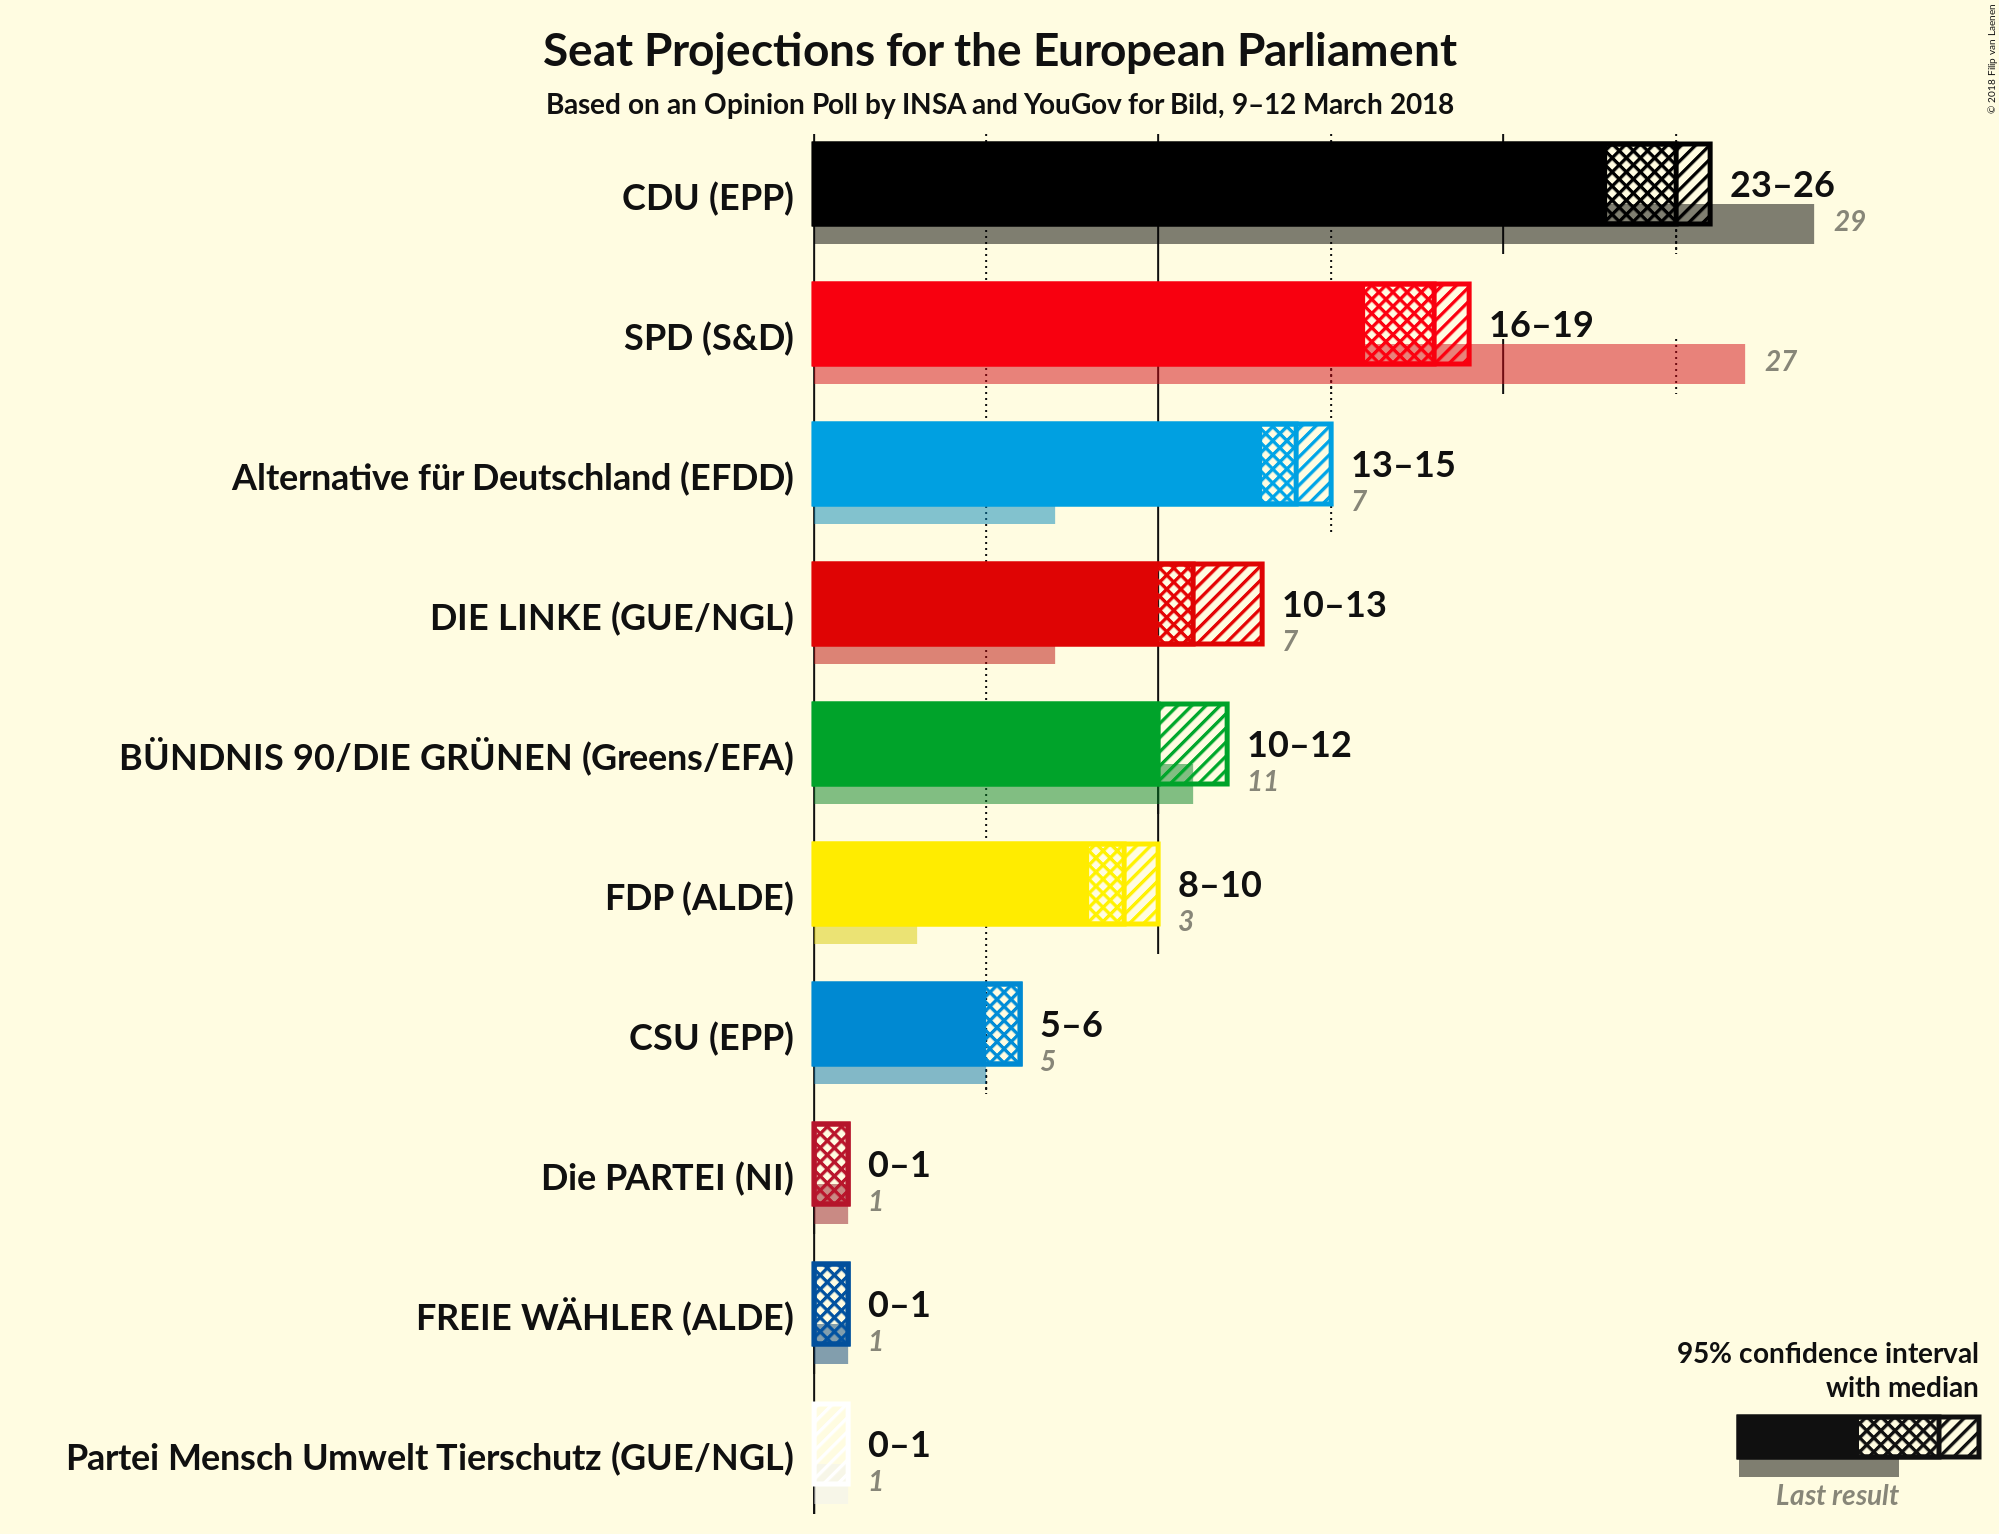 Seat Projections for the European Parliament
Based on an Opinion Poll by INSA and YouGov for Bild, 9–12 March 2018
© 2018 Filip van Laenen
CDU (EPP)
23–26
29
SPD (S&D)
16–19
27
Alternative für Deutschland (EFDD)
13–15
7
DIE LINKE (GUE/NGL)
10–13
7
BÜNDNIS 90/DIE GRÜNEN (Greens/EFA)
10–12
11
FDP (ALDE)
8–10
3
CSU (EPP)
5–6
5
Die PARTEI (NI)
0–1
1
FREIE WÄHLER (ALDE)
0–1
1
Partei Mensch Umwelt Tierschutz (GUE/NGL)
0–1
1
95% confidence interval
with median
Last result